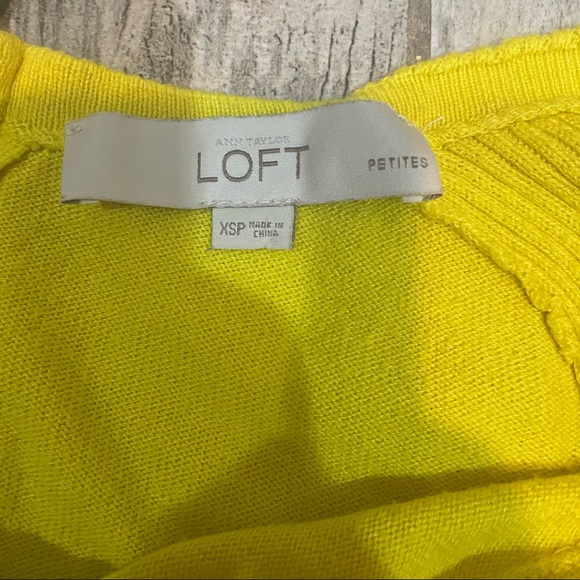 ANN TAYLOR
LOFT
PETITES
XSP
MADE IN
CHINA